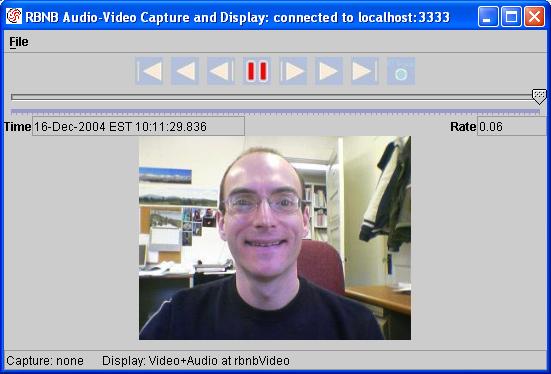 RBNB Audio-Video Capture and Display: connected to localhost:3333
File
Time 16-Dec-2004 EST 10:11:29.836 Rate 0.06
Capture: none Display: Video+Audio at rbnbVideo